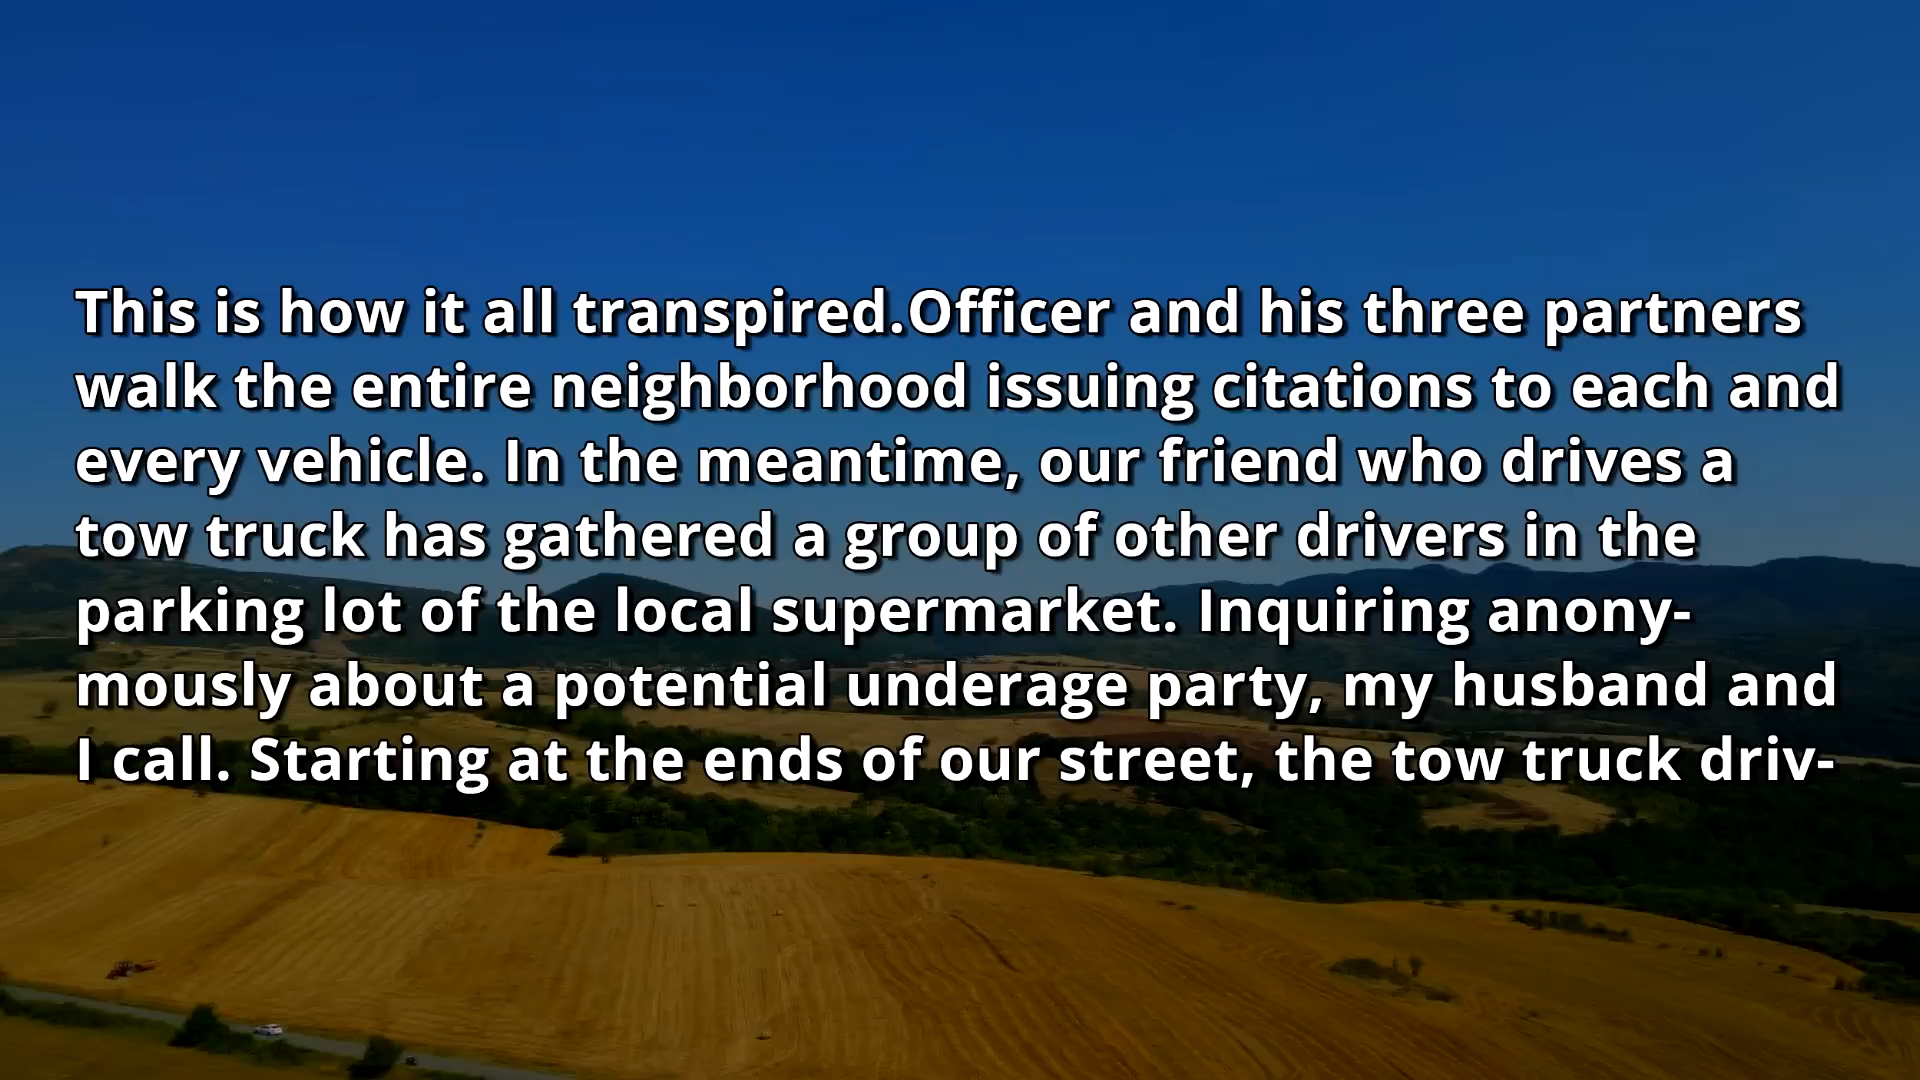 This is how it all transpired.Officer and his three partners
walk the entire neighborhood issuing citations to each and
every vehicle. In the meantime, our friend who drives a
tow truck has gathered a group of other drivers in the
parking lot of the local supermarket. Inquiring anony-
mously about a potential underage party, my husband and
I call. Starting at the ends of our street, the tow truck driv-